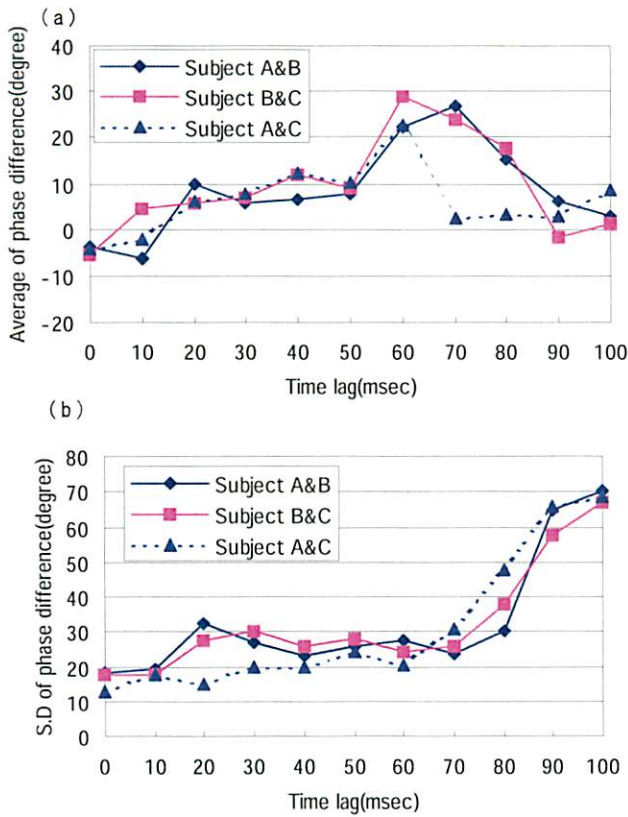 (a)
Average of phase difference(degree)
40
30
20
10
0
-10
-20
Subject A&B
Subject B&C
Subject A&C
0 10 20 30 40 50 60 70 80 90 100
Time lag(msec)
(b)
S.D of phase difference(degree)
80
70
60
50
40
30
20
10
0
Subject A&B
Subject B&C
Subject A&C
0 10 20 30 40 50 60 70 80 90 100
Time lag(msec)